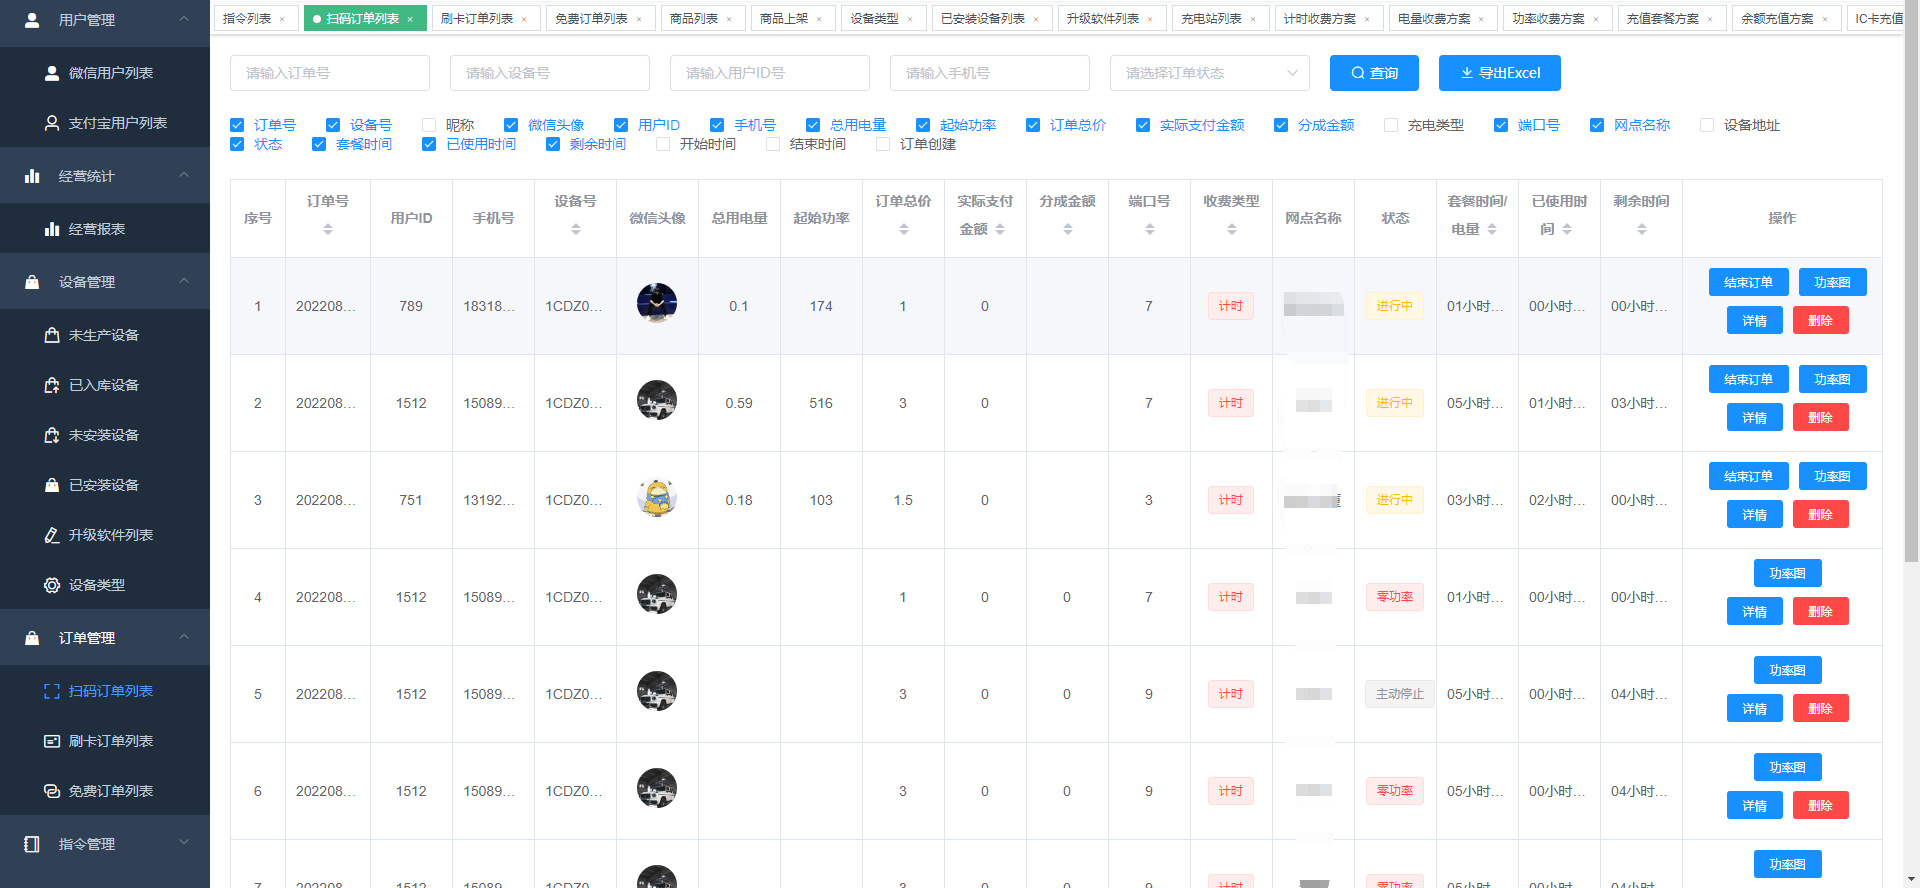 用户管理
微信用户列表
支付宝用户列表
经营统计
经营报表
设备管理
未生产设备
已入库设备
未安装设备
已安装设备
升级软件列表
设备类型
订单管理
扫码订单列表
刷卡订单列表
免费订单列表
指令管理
指令列表 × 扫码订单列表 × 刷卡订单列表 × 免费订单列表 × 商品列表 × 商品上架 × 设备类型 × 已安装设备列表 × 升级软件列表 × 充电站列表 × 计时收费方案 × 电量收费方案 × 功率收费方案 × 充值套餐方案 × 余额充值方案 × IC卡充值
请输入订单号 请输入设备号 请输入用户ID号 请输入手机号 请选择订单状态 查询 导出Excel
订单号 设备号 昵称 微信头像 用户ID 手机号 总用电量 起始功率 订单总价 实际支付金额 分成金额 充电类型 端口号 网点名称 设备地址
状态 套餐时间 已使用时间 剩余时间 开始时间 结束时间 订单创建
序号 订单号 用户ID 手机号 设备号 微信头像 总用电量 起始功率 订单总价 实际支付金额 分成金额 端口号 收费类型 网点名称 状态 套餐时间/电量 已使用时间 剩余时间 操作
1 202208... 789 18318... 1CDZ0... 0.1 174 1 0 7 计时 进行中 01小时... 00小时... 00小时... 结束订单 功率图
详情 删除
2 202208... 1512 15089... 1CDZ0... 0.59 516 3 0 7 计时 进行中 05小时... 01小时... 03小时... 结束订单 功率图
详情 删除
3 202208... 751 13192... 1CDZ0... 0.18 103 1.5 0 3 计时 进行中 03小时... 02小时... 00小时... 结束订单 功率图
详情 删除
4 202208... 1512 15089... 1CDZ0... 1 0 0 7 计时 零功率 01小时... 00小时... 00小时... 功率图
详情 删除
5 202208... 1512 15089... 1CDZ0... 3 0 0 9 计时 主动停止 05小时... 00小时... 04小时... 功率图
详情 删除
6 202208... 1512 15089... 1CDZ0... 3 0 0 9 计时 零功率 05小时... 00小时... 04小时... 功率图
详情 删除
7 202208... 1512 15089... 1CDZ0... 3 0 0 9 计时 零功率 05小时... 00小时... 04小时... 功率图